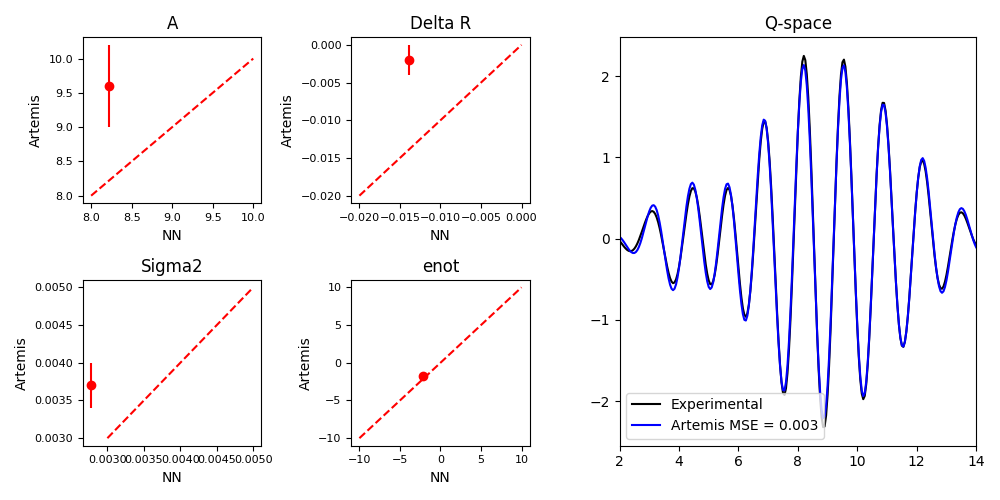 A
Artemis
10.0
9.5
9.0
8.5
8.0
8.0 8.5 9.0 9.5 10.0
NN
Delta R
Artemis
0.000
−0.005
−0.010
−0.015
−0.020
−0.020 −0.015 −0.010 −0.005 0.000
NN
Sigma2
Artemis
0.0050
0.0045
0.0040
0.0035
0.0030
0.0030 0.0035 0.0040 0.0045 0.0050
NN
enot
Artemis
10
5
0
−5
−10
−10 −5 0 5 10
NN
Q-space
2
1
0
−1
−2
Experimental
Artemis MSE = 0.003
2 4 6 8 10 12 14